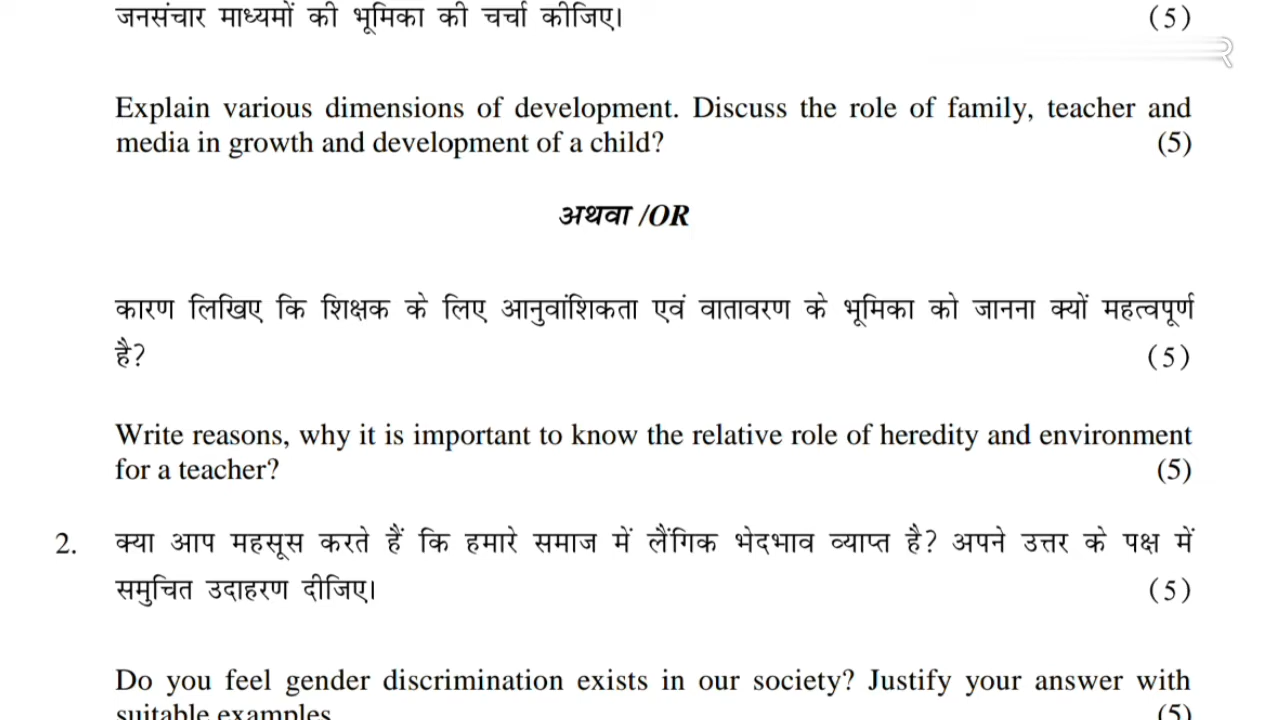 जनसंचार माध्यमों की भूमिका की चर्चा कीजिए। (5)
Explain various dimensions of development. Discuss the role of family, teacher and
media in growth and development of a child? (5)
अथवा /OR
कारण लिखिए कि शिक्षक के लिए आनुवांशिकता एवं वातावरण के भूमिका को जानना क्यों महत्वपूर्ण
है? (5)
Write reasons, why it is important to know the relative role of heredity and environment
for a teacher? (5)
2. क्या आप महसूस करते हैं कि हमारे समाज में लैंगिक भेदभाव व्याप्त है? अपने उत्तर के पक्ष में
समुचित उदाहरण दीजिए। (5)
Do you feel gender discrimination exists in our society? Justify your answer with
suitable examples (5)